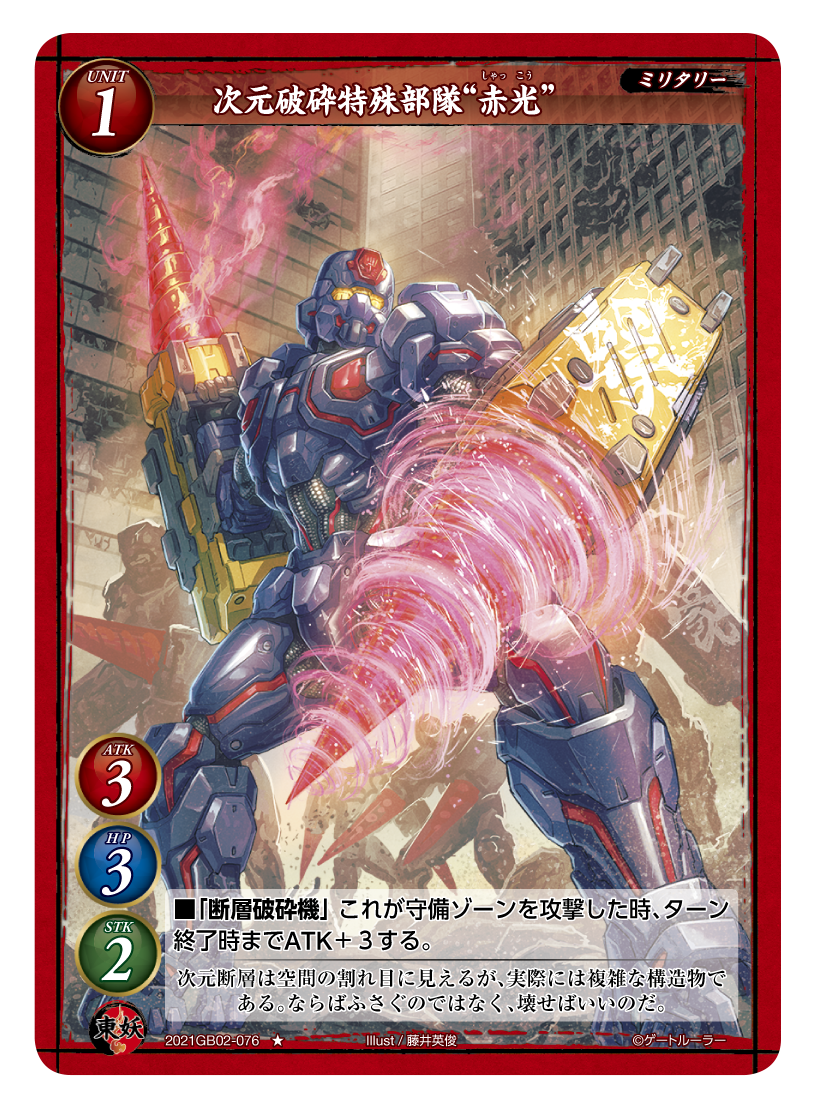 UNIT
1
しゃっ こう
次元破砕特殊部隊“赤光”
ミリタリー
ATK
3
HP
3
STK
2
■「断層破砕機」これが守備ゾーンを攻撃した時、ターン
終了時までATK＋３する。
次元断層は空間の割れ目に見えるが、実際には複雑な構造物で
ある。ならばふさぐのではなく、壊せばいいのだ。
東妖
2021GB02-076 ★ Illust / 藤井英俊 ©ゲートルーラー